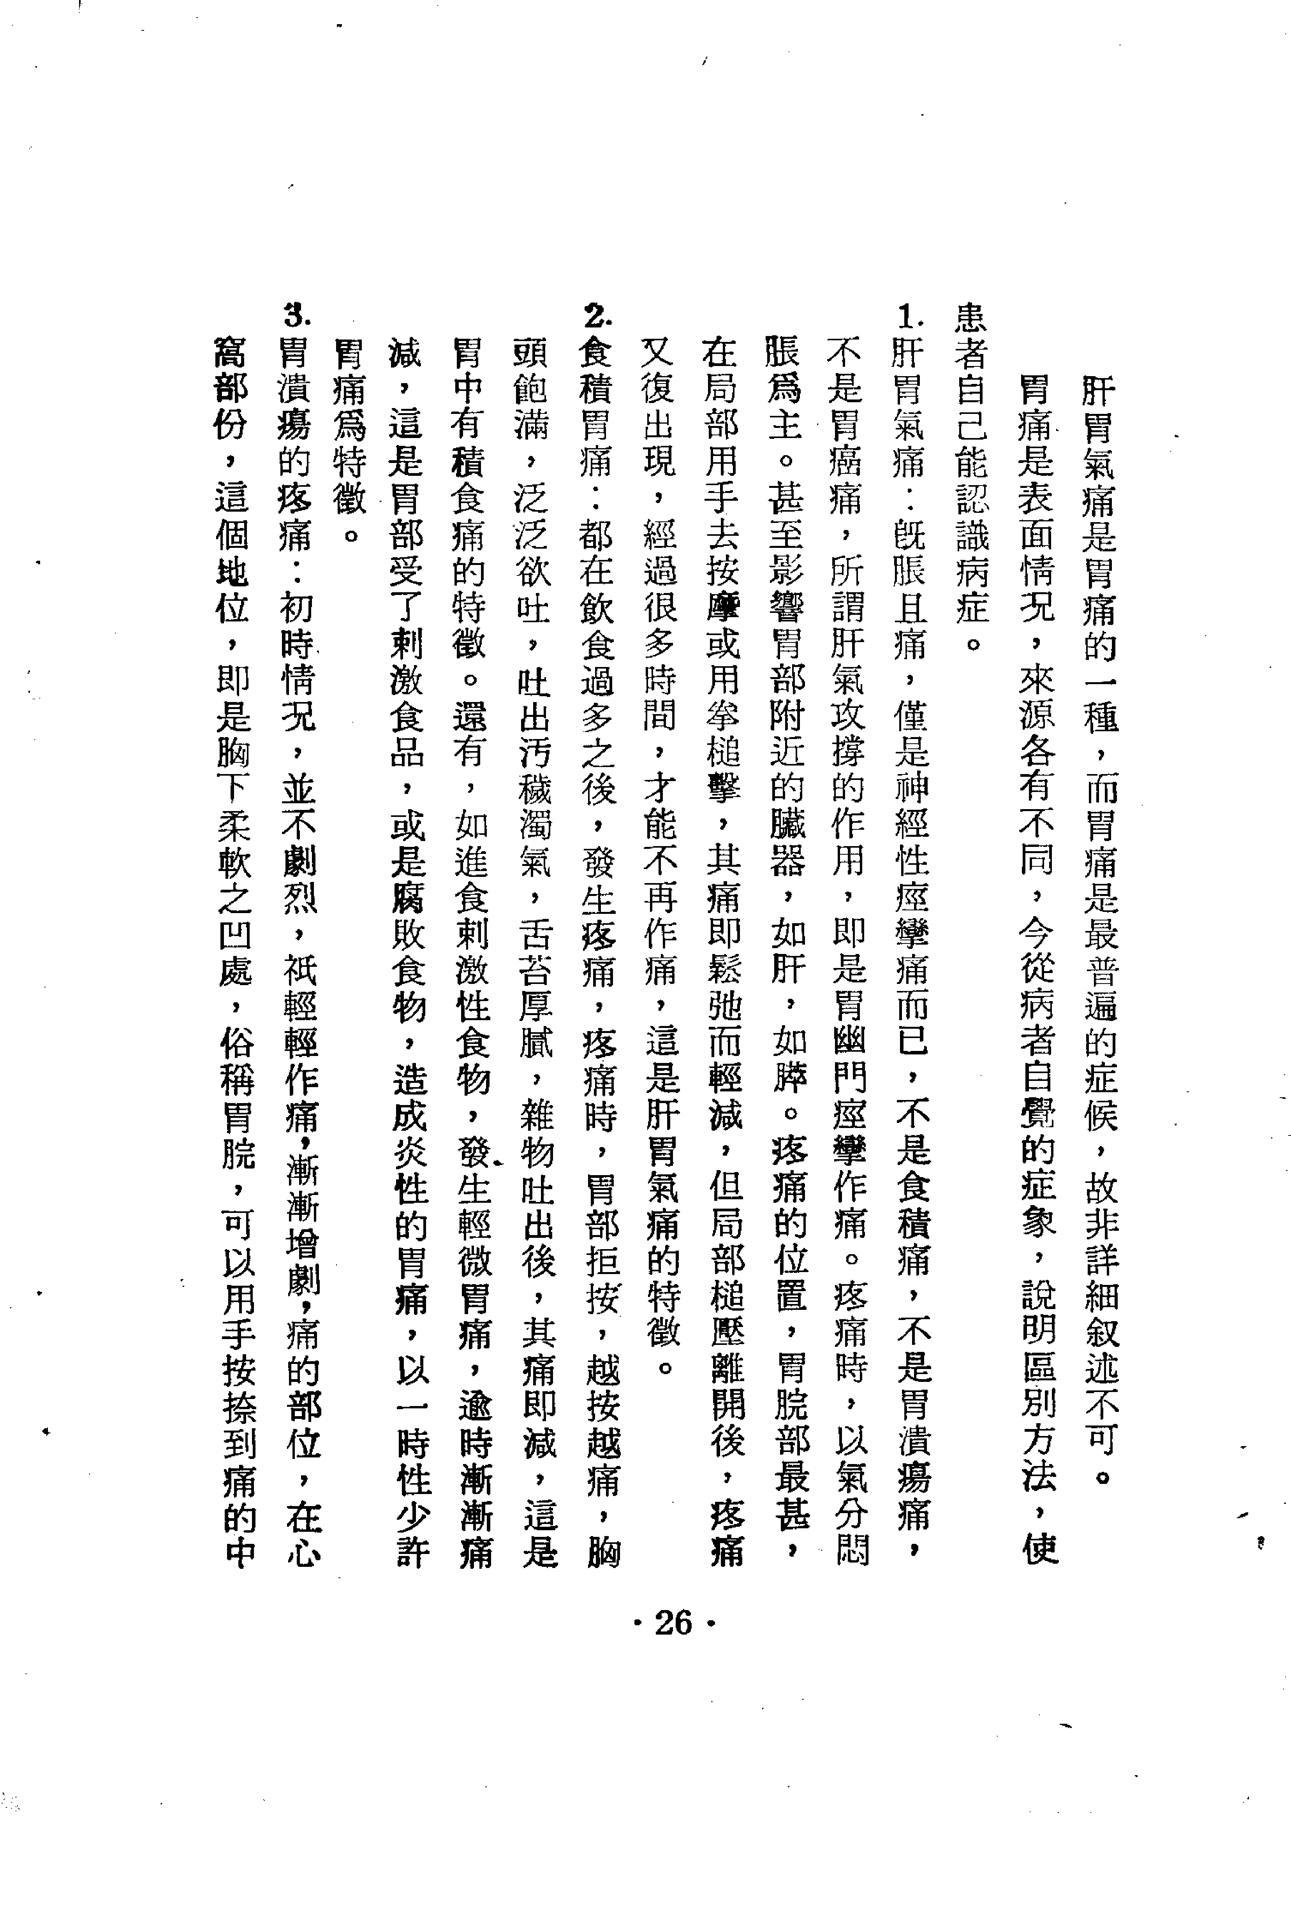 肝胃氣痛是胃痛的一種，而胃痛是最普遍的症候，故非詳細叙述不可。
胃痛是表面情况，來源各有不同，今從病者自覺的症象，說明區別方法，使
患者自己能認識病症。
1.肝胃氣痛：旣脹且痛，僅是神經性痙攣痛而已，不是食積痛，不是胃潰瘍痛，
不是胃癌痛，所謂肝氣攻撐的作用，即是胃幽門痙攣作痛。疼痛時，以氣分悶
脹爲主。甚至影響胃部附近的臟器，如肝，如膵。疼痛的位置，胃脘部最甚，
在局部用手去按摩或用拳槌擊，其痛即鬆弛而輕減，但局部槌壓離開後，疼痛
又復出現，經過很多時間，才能不再作痛，這是肝胃氣痛的特徵。
2.食積胃痛：都在飲食過多之後，發生疼痛，疼痛時，胃部拒按，越按越痛，胸
頭飽滿，泛泛欲吐，吐出汚穢濁氣，舌苔厚膩，雜物吐出後，其痛即減，這是
胃中有積食痛的特徵。還有，如進食剌激性食物，發生輕微胃痛，逾時漸漸痛
減，這是胃部受了剌激食品，或是腐敗食物，造成炎性的胃痛，以一時性少許
胃痛爲特徵。
3.胃潰瘍的疼痛：初時情况，並不劇烈，祇輕輕作痛，漸漸增劇，痛的部位，在心
窩部份，這個地位，即是胸下柔軟之凹處，俗稱胃脘，可以用手按捺到痛的中
·26·